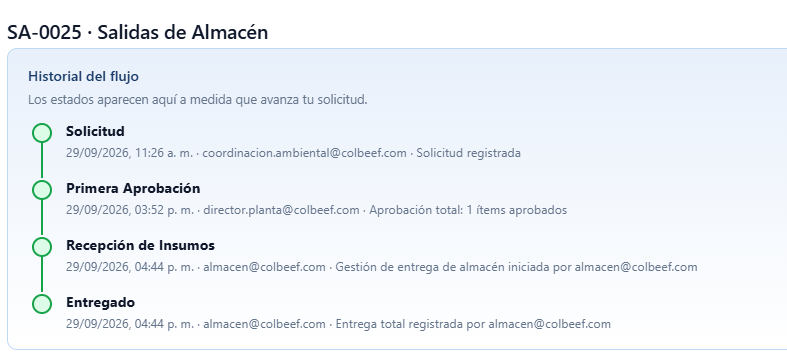 SA-0025 · Salidas de Almacén
Historial del flujo
Los estados aparecen aquí a medida que avanza tu solicitud.
Solicitud
29/09/2026, 11:26 a. m. · coordinacion.ambiental@colbeef.com · Solicitud registrada
Primera Aprobación
29/09/2026, 03:52 p. m. · director.planta@colbeef.com · Aprobación total: 1 ítems aprobados
Recepción de Insumos
29/09/2026, 04:44 p. m. · almacen@colbeef.com · Gestión de entrega de almacén iniciada por almacen@colbeef.com
Entregado
29/09/2026, 04:44 p. m. · almacen@colbeef.com · Entrega total registrada por almacen@colbeef.com